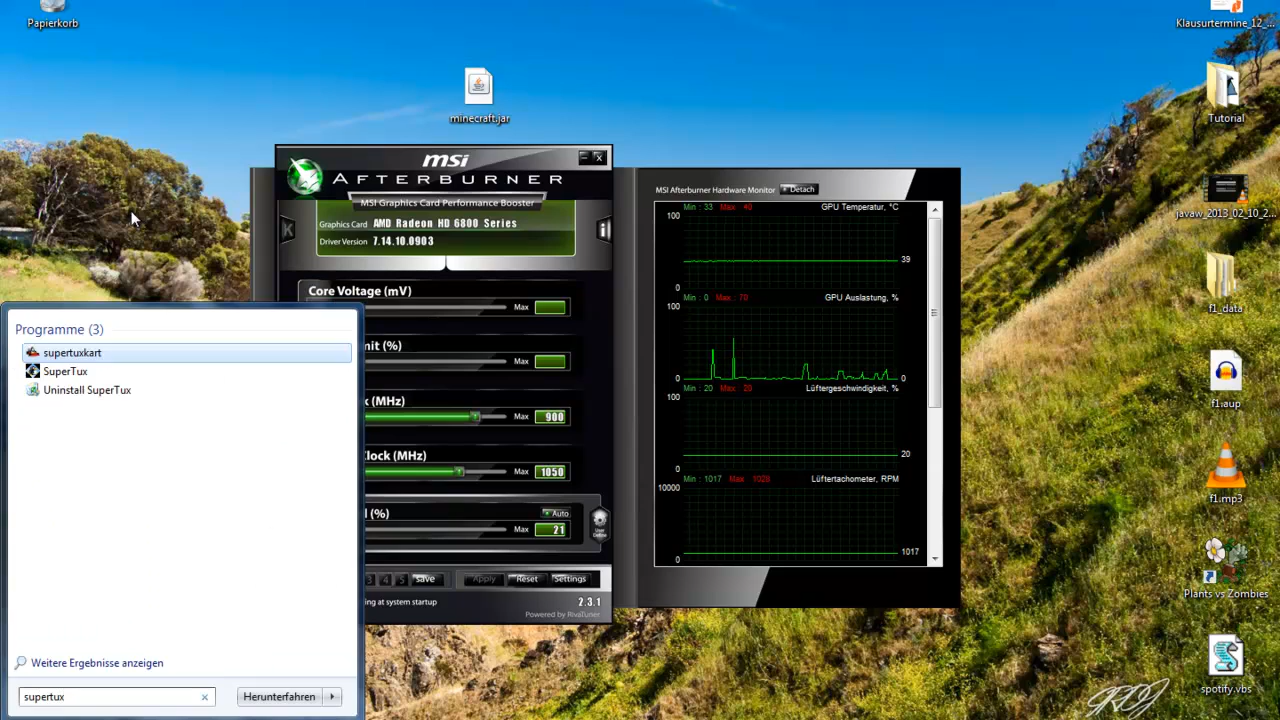 Papierkorb
minecraft.jar
Klausurtermine_12_...
Tutorial
javaw_2013_02_10_2...
f1_data
f1.aup
f1.mp3
Plants vs Zombies
spotify.vbs
msi
AFTERBURNER
MSI Graphics Card Performance Booster
K
i
Graphics Card AMD Radeon HD 6800 Series
Driver Version 7.14.10.0903
Core Voltage (mV)
Max
mit (%)
Max
k (MHz)
Max 900
Clock (MHz)
Max 1050
l (%)
Auto
Max 21
User Define
3 4 5 save Apply Reset Settings
ing at system startup
2.3.1
Powered by RivaTuner
MSI Afterburner Hardware Monitor Detach
Min : 33 Max : 40 GPU Temperatur, °C
100
39
0
Min : 0 Max : 70 GPU Auslastung, %
100
0 0
Min : 20 Max : 20 Lüftergeschwindigkeit, %
100
20
0
Min : 1017 Max : 1028 Lüftertachometer, RPM
10000
1017
0
Programme (3)
supertuxkart
SuperTux
Uninstall SuperTux
Weitere Ergebnisse anzeigen
supertux
Herunterfahren